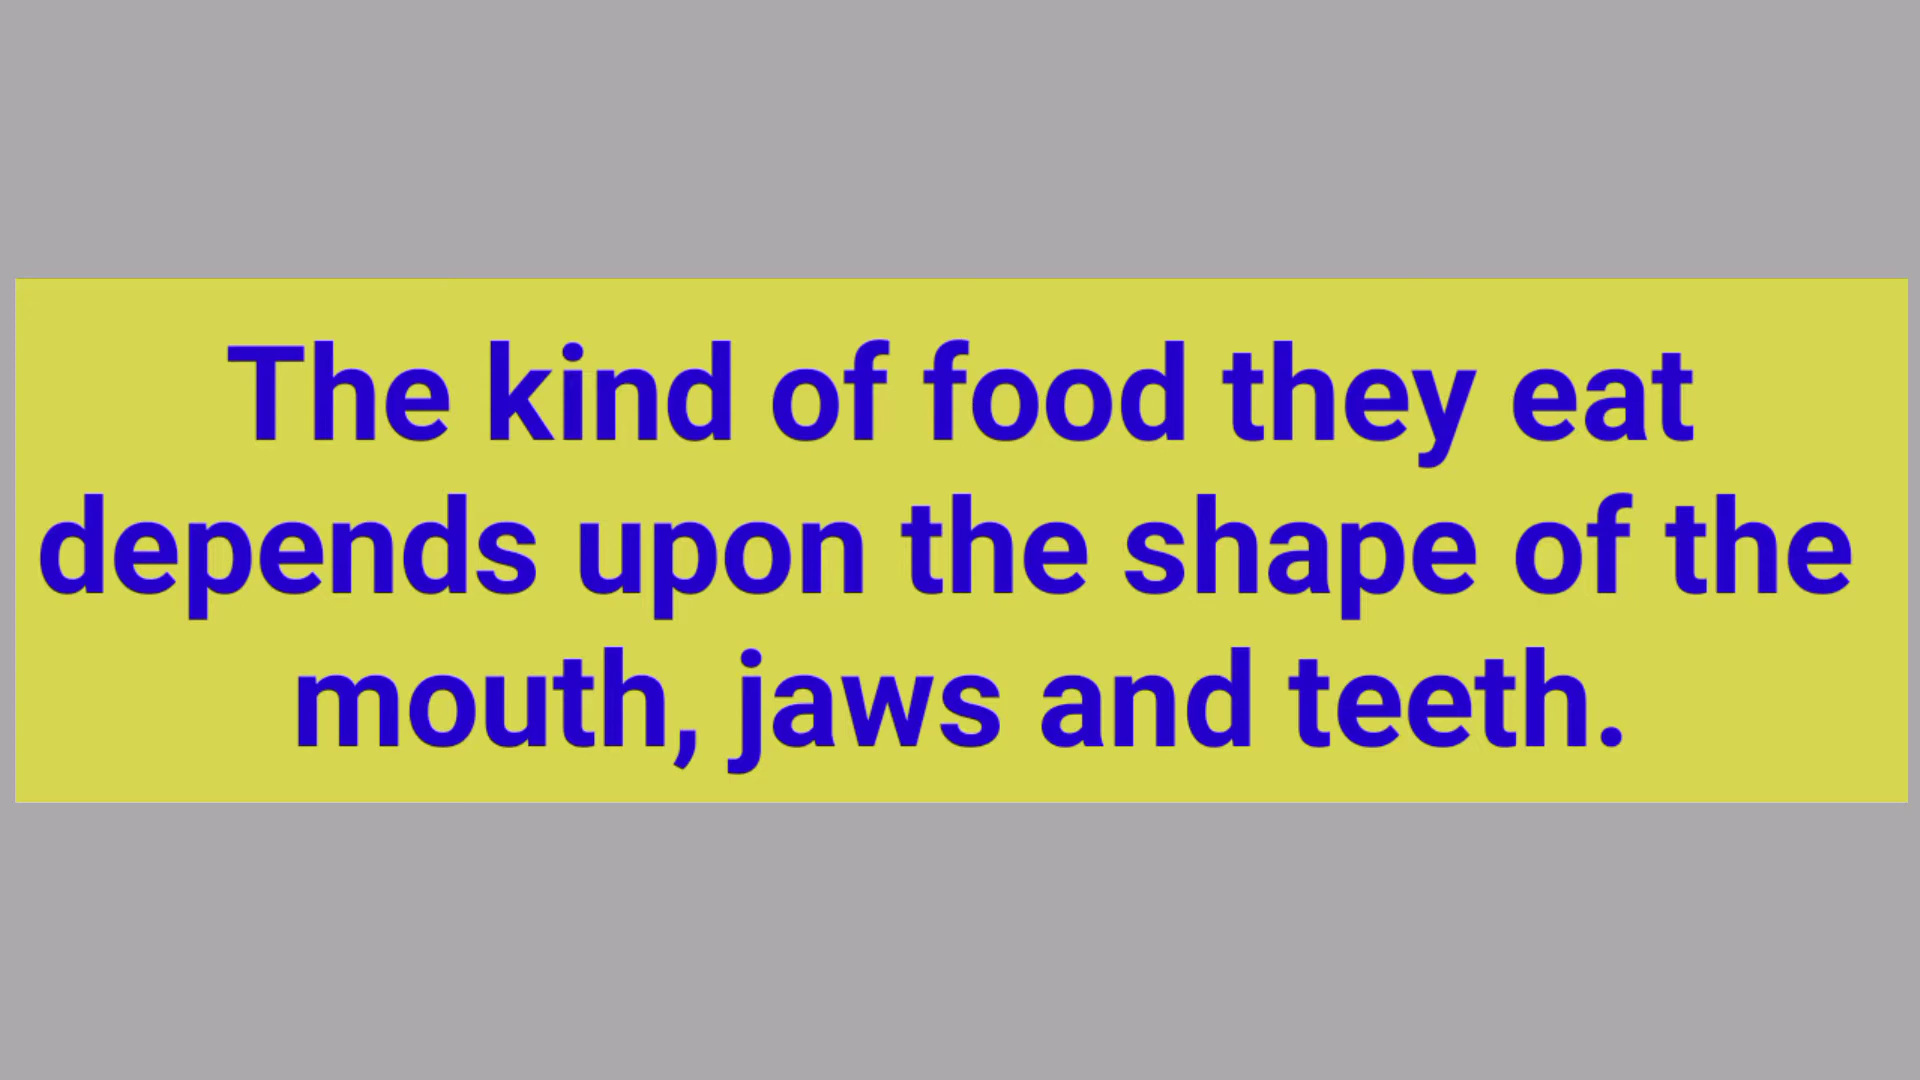 The kind of food they eat
depends upon the shape of the
mouth, jaws and teeth.